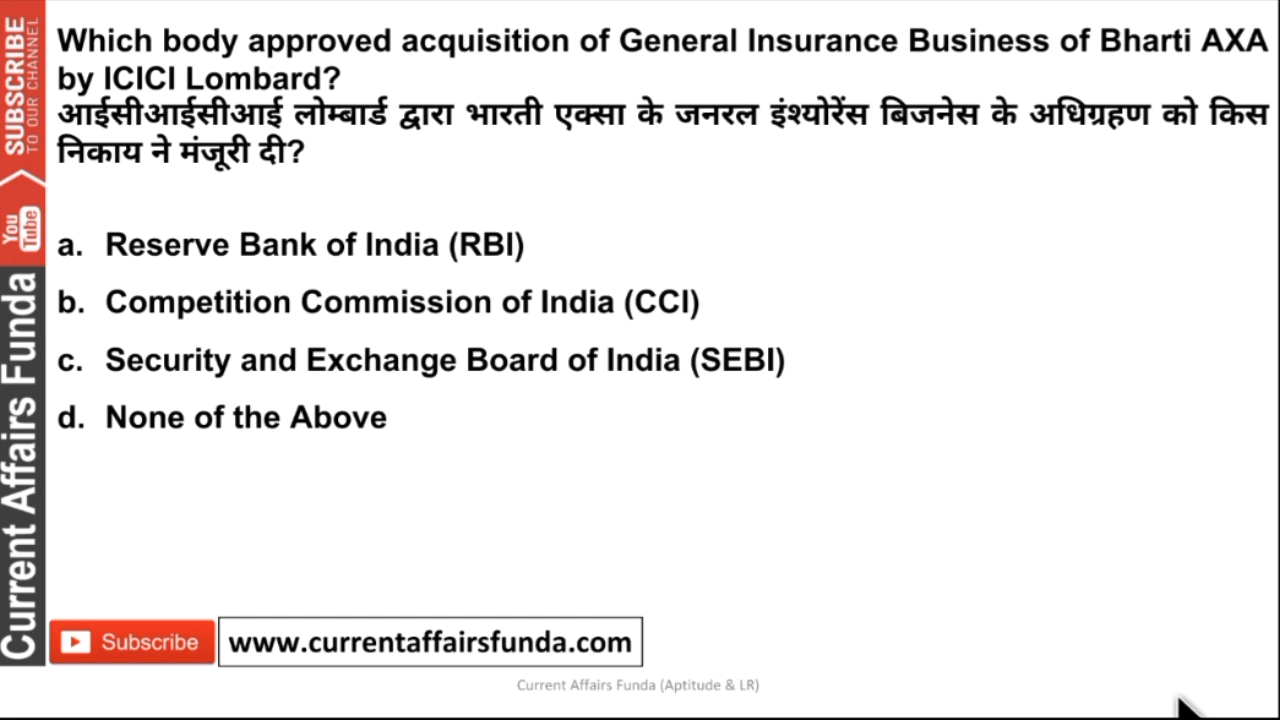 Which body approved acquisition of General Insurance Business of Bharti AXA
by ICICI Lombard?
आईसीआईसीआई लोम्बार्ड द्वारा भारती एक्सा के जनरल इंश्योरेंस बिजनेस के अधिग्रहण को किस
निकाय ने मंजूरी दी?
a. Reserve Bank of India (RBI)
b. Competition Commission of India (CCI)
c. Security and Exchange Board of India (SEBI)
d. None of the Above
SUBSCRIBE
TO OUR CHANNEL
You
Tube
Current Affairs Funda
Subscribe
www.currentaffairsfunda.com
Current Affairs Funda (Aptitude & LR)